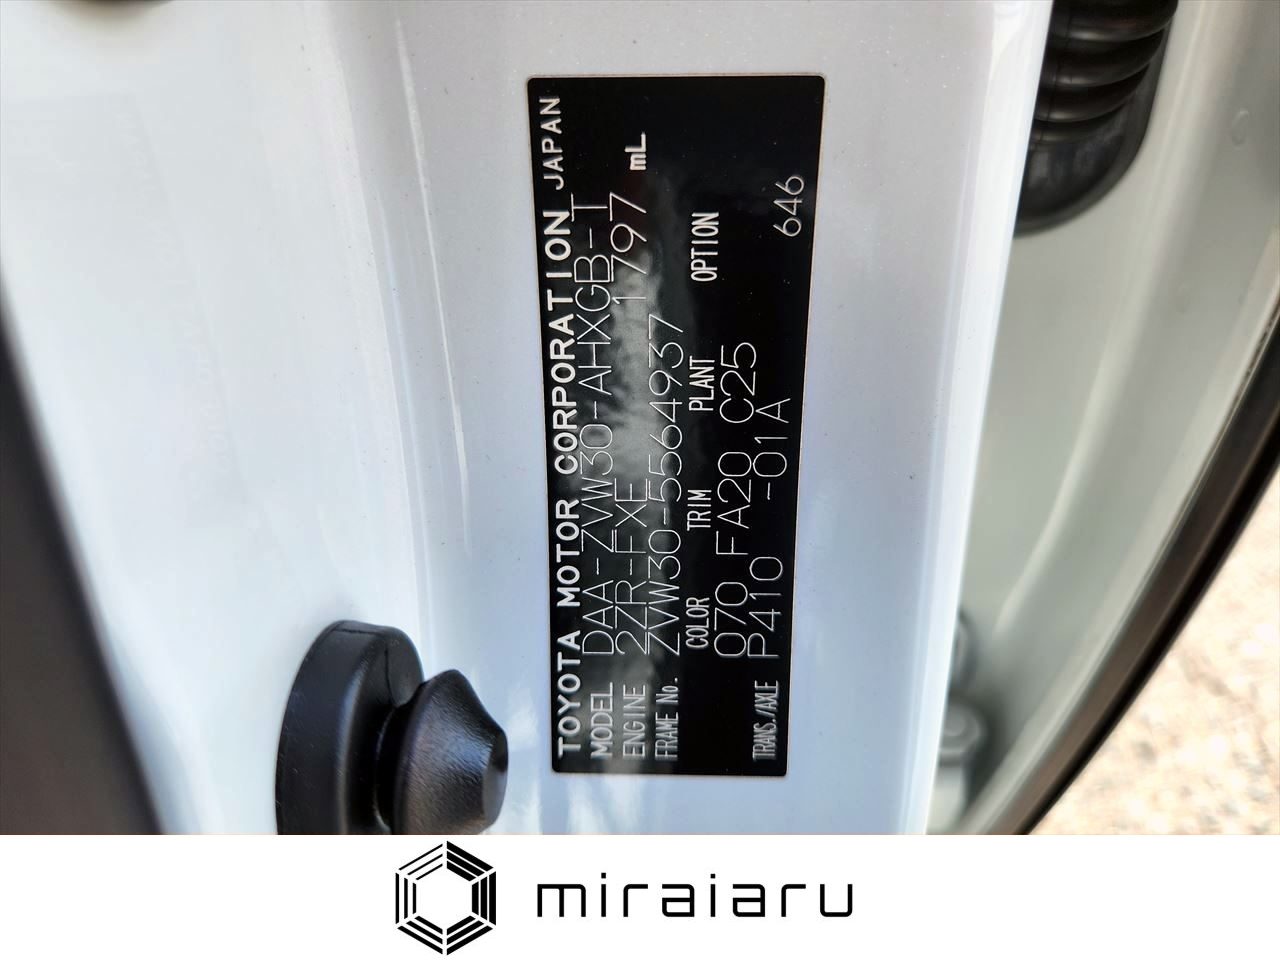 TOYOTA MOTOR CORPORATION JAPAN
MODEL DAA-ZVW30-AHXGB-T
ENGINE 2ZR-FXE 1797 mL
FRAME No. ZVW30-5564937
COLOR TRIM PLANT OPTION
070 FA20 C25
TRANS./AXLE P410 -01A 646
miraiaru